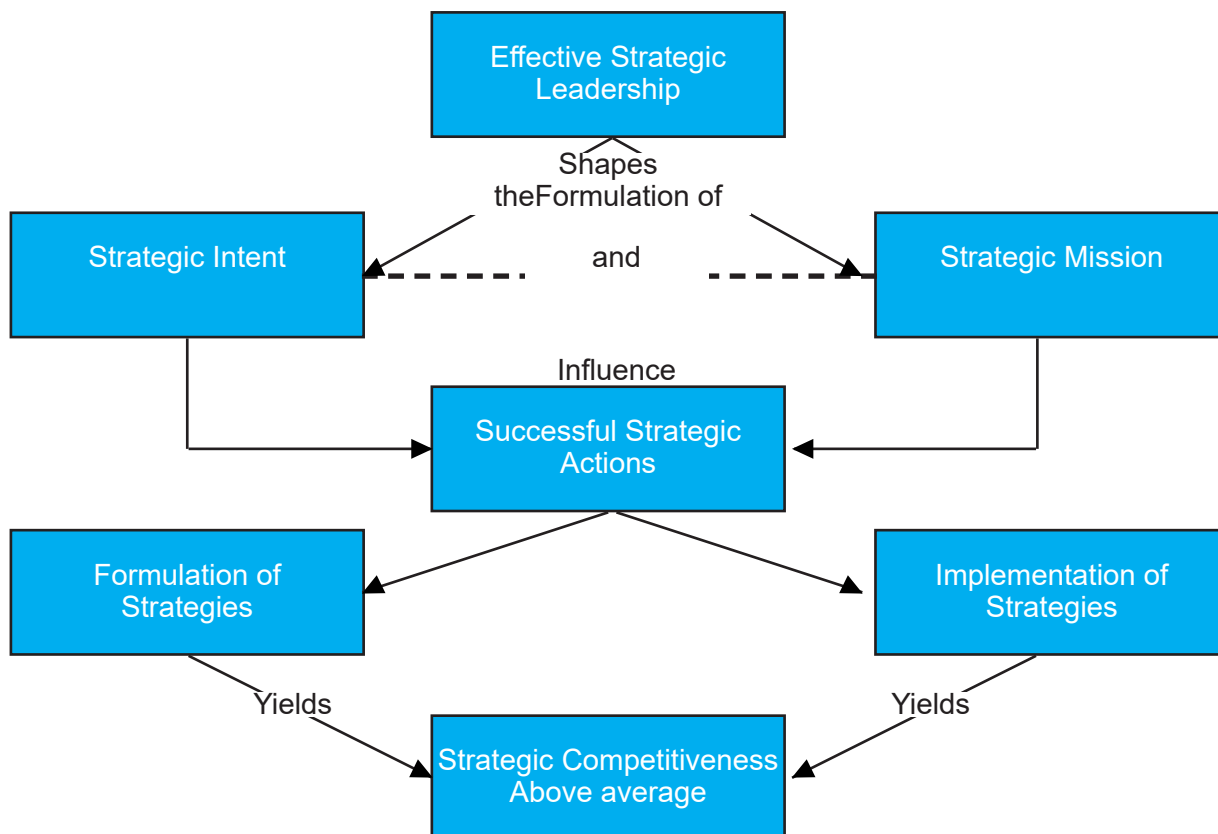 Effective Strategic
Leadership
Shapes
theFormulation of
Strategic Intent
and
Strategic Mission
Influence
Successful Strategic
Actions
Formulation of
Strategies
Implementation of
Strategies
Yields
Yields
Strategic Competitiveness
Above average